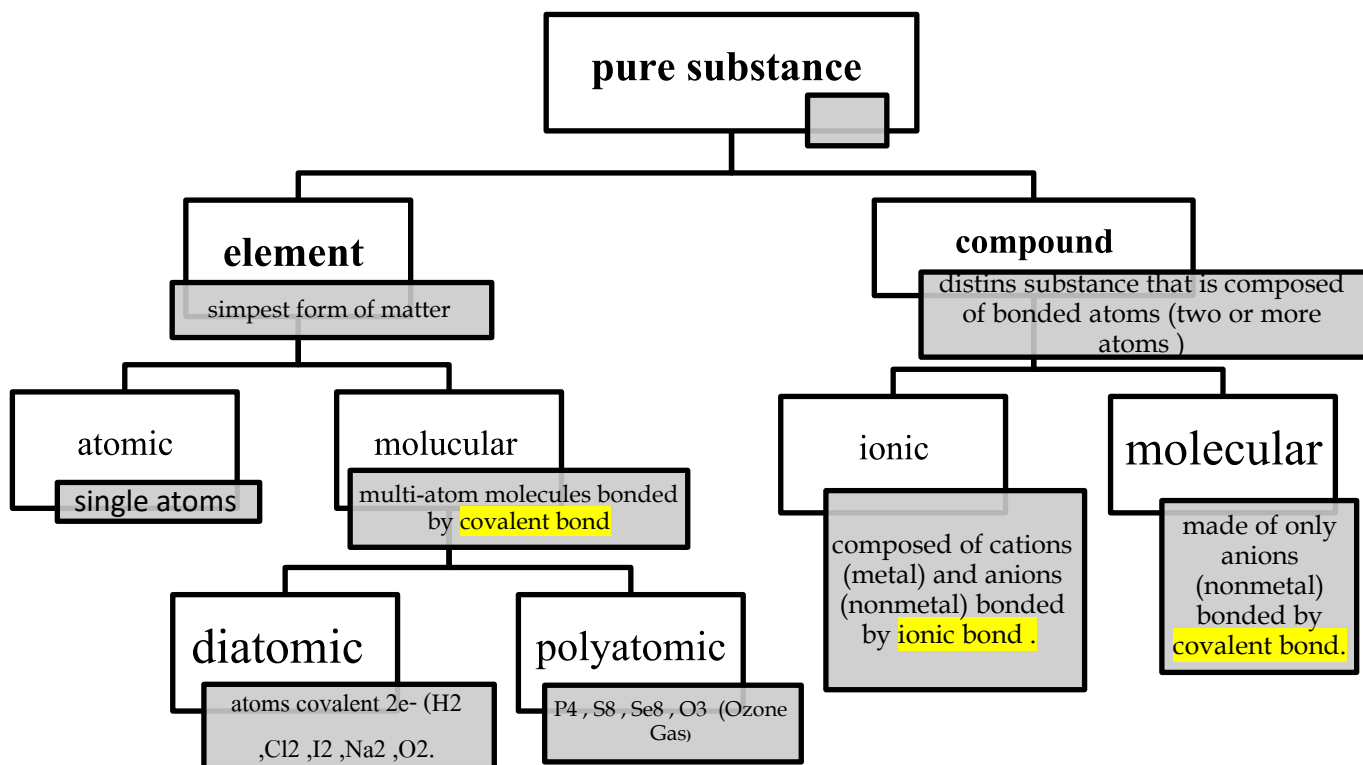 pure substance
element
simpest form of matter
compound
distins substance that is composed
of bonded atoms (two or more
atoms )
atomic
single atoms
molucular
multi-atom molecules bonded
by covalent bond
ionic
composed of cations
(metal) and anions
(nonmetal) bonded
by ionic bond .
molecular
made of only
anions
(nonmetal)
bonded by
covalent bond.
diatomic
atoms covalent 2e- (H2
,Cl2 ,I2 ,Na2 ,O2.
polyatomic
P4 , S8 , Se8 , O3 (Ozone
Gas)